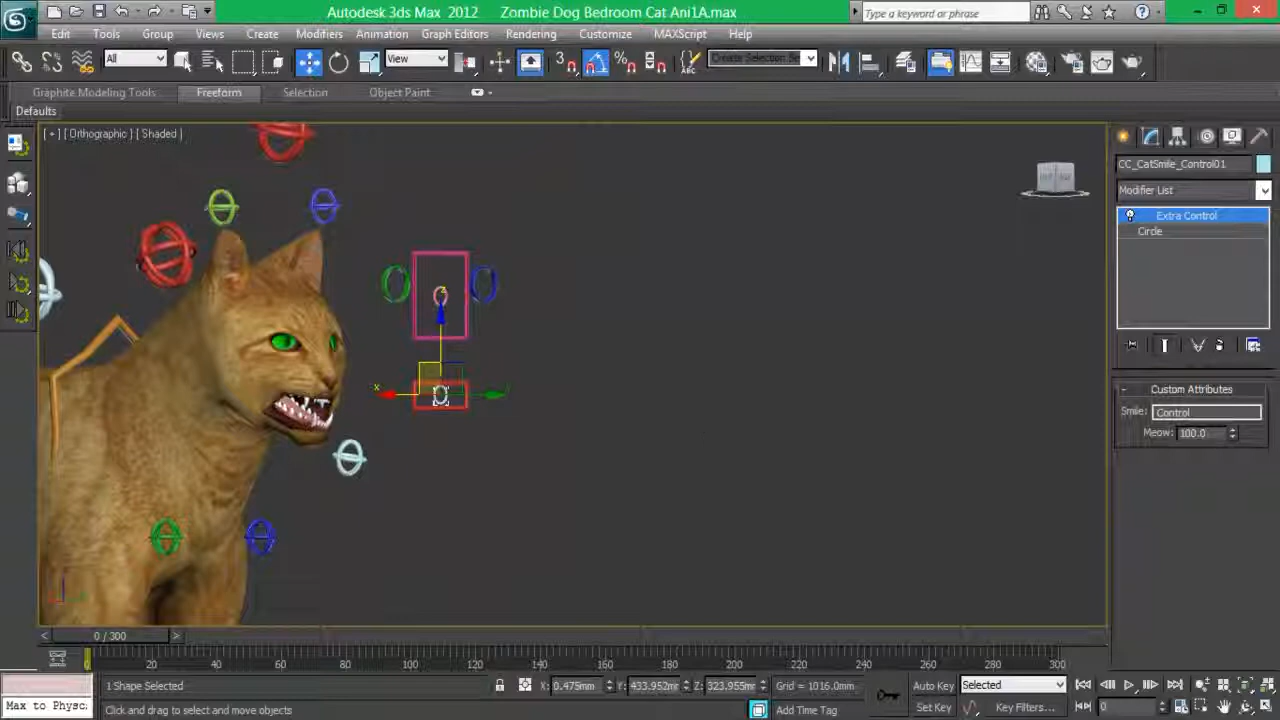 Autodesk 3ds Max 2012 Zombie Dog Bedroom Cat Ani1A.max
Type a keyword or phrase
Edit Tools Group Views Create Modifiers Animation Graph Editors Rendering Customize MAXScript Help
All View Create Selection Se
Graphite Modeling Tools Freeform Selection Object Paint
Defaults
[ + ] [ Orthographic ] [ Shaded ]
CC_CatSmile_Control01
Modifier List
Extra Control
Circle
Custom Attributes
Smile: Control
Meow: 100.0
x
z
0 / 300
0 20 40 60 80 100 120 140 160 180 200 220 240 260 280 300
1 Shape Selected X: 0.475mm Y: 433.952mm Z: 323.955mm Grid = 1016.0mm Auto Key Selected
Max to Physc Click and drag to select and move objects Add Time Tag Set Key Key Filters... 0